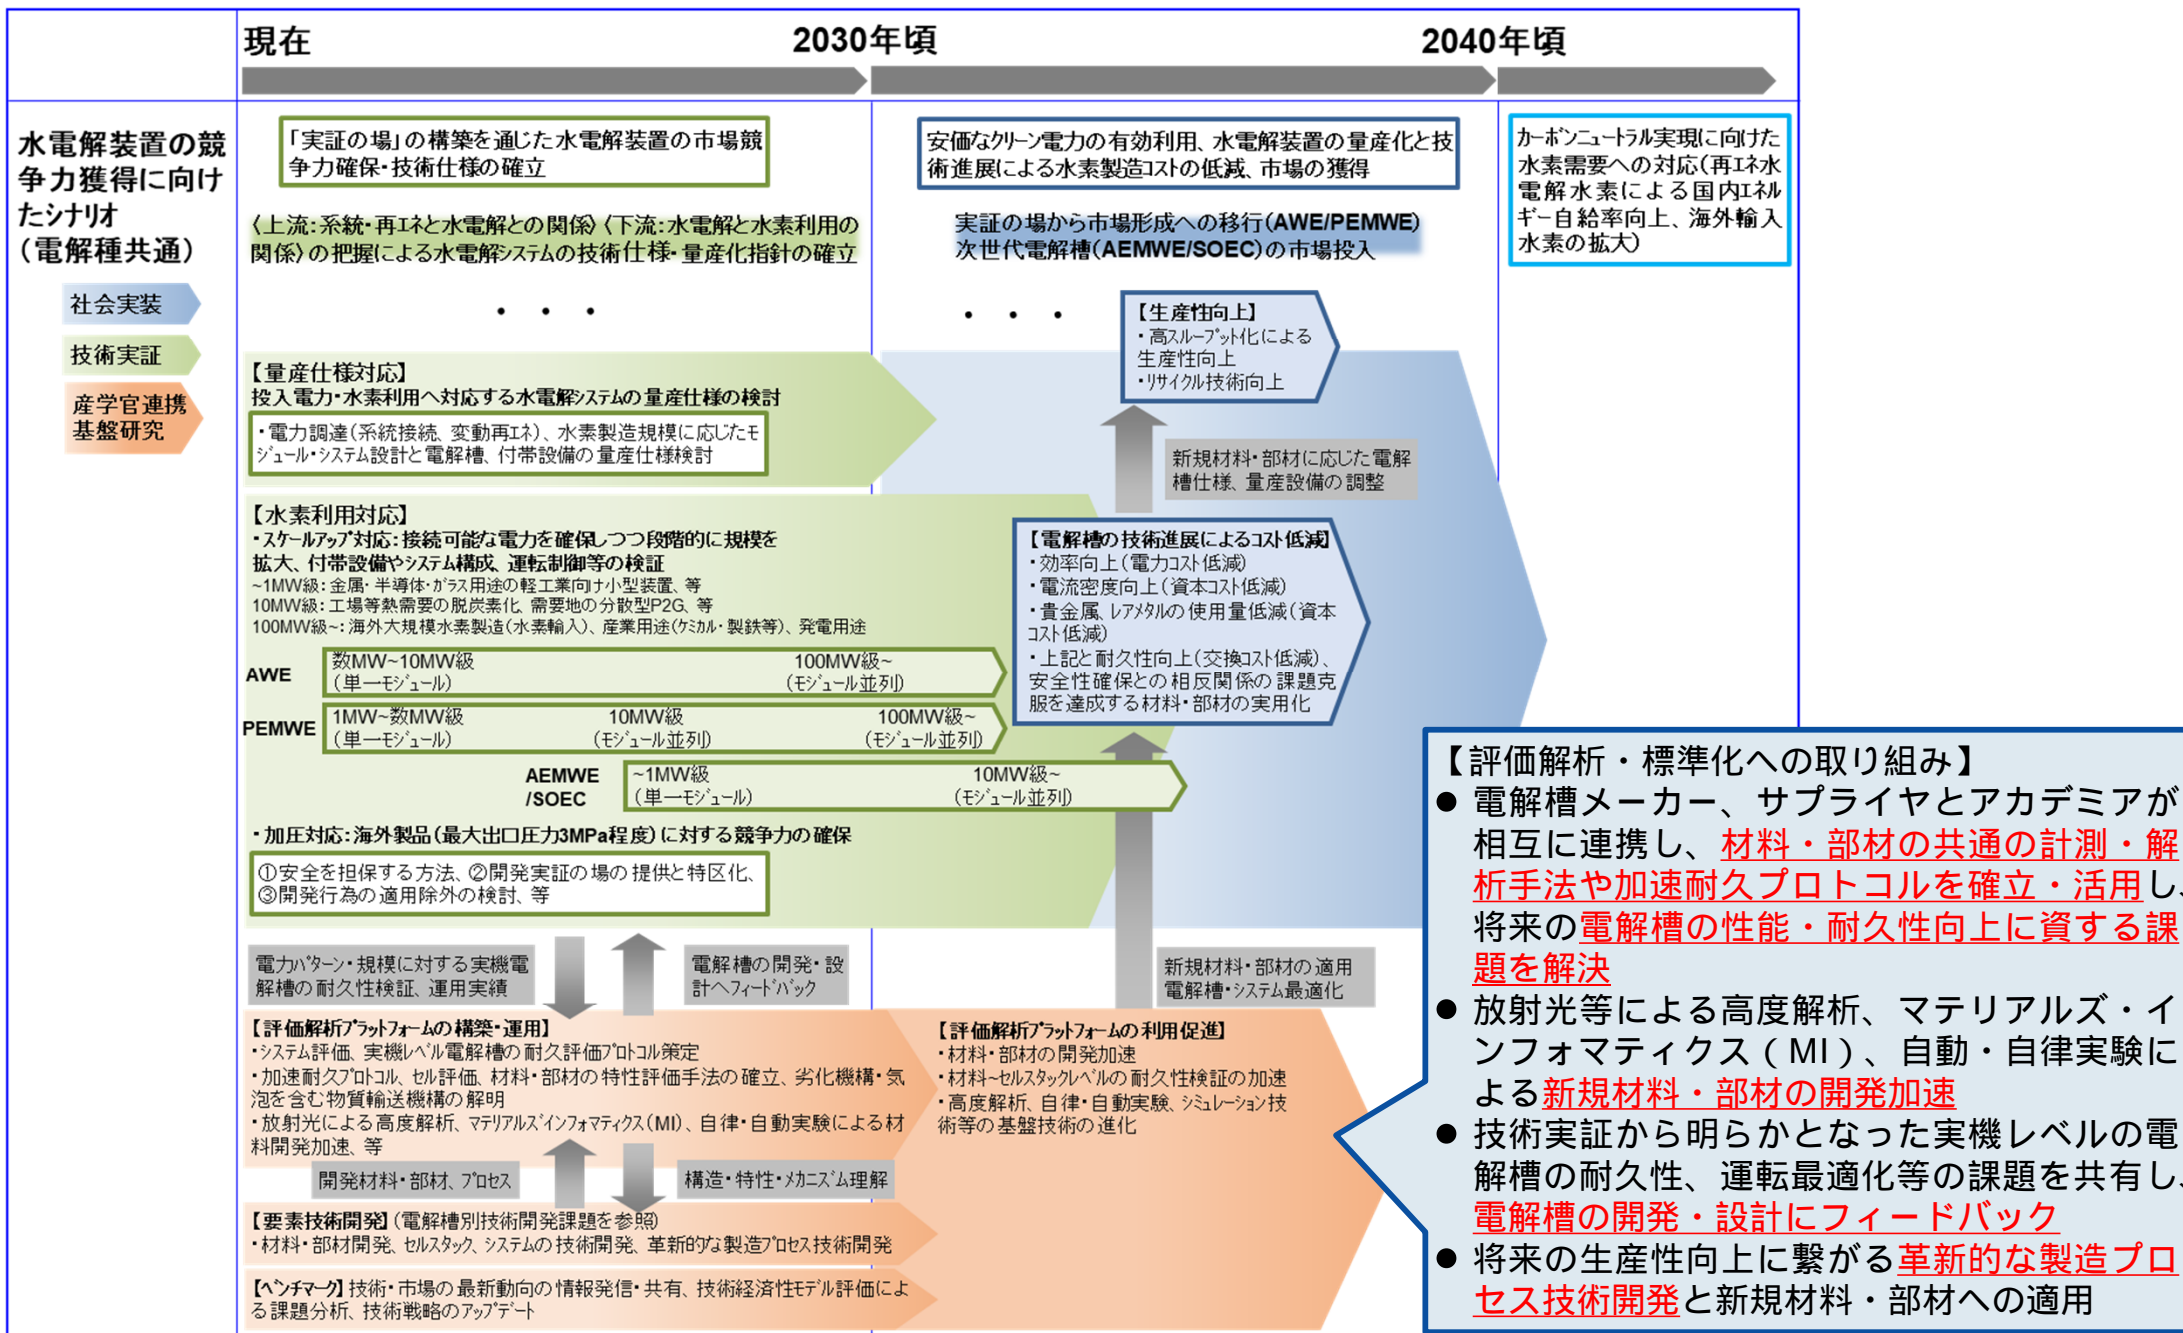 現在
2030年頃
2040年頃
水電解装置の競
争力獲得に向け
たシナリオ
（電解種共通）
社会実装
技術実証
産学官連携
基盤研究
「実証の場」の構築を通じた水電解装置の市場競
争力確保・技術仕様の確立
〈上流：系統・再エネと水電解との関係〉〈下流：水電解と水素利用の
関係〉の把握による水電解システムの技術仕様・量産化指針の確立
・　・　・
安価なクリーン電力の有効利用、水電解装置の量産化と技
術進展による水素製造コストの低減、市場の獲得
実証の場から市場形成への移行（AWE/PEMWE）
次世代電解槽（AEMWE/SOEC）の市場投入
・　・　・
カーボンニュートラル実現に向けた
水素需要への対応（再エネ水
電解水素による国内エネル
ギー自給率向上、海外輸入
水素の拡大）
【生産性向上】
・高スループット化による
生産性向上
・リサイクル技術向上
【量産仕様対応】
投入電力・水素利用へ対応する水電解システムの量産仕様の検討
・電力調達（系統接続、変動再エネ）、水素製造規模に応じたモ
ジュール・システム設計と電解槽、付帯設備の量産仕様検討
新規材料・部材に応じた電解
槽仕様、量産設備の調整
【水素利用対応】
・スケールアップ対応：接続可能な電力を確保しつつ段階的に規模を
拡大、付帯設備やシステム構成、運転制御等の検証
~1MW級：金属・半導体・ガラス用途の軽工業向け小型装置、等
10MW級：工場等熱需要の脱炭素化、需要地の分散型P2G、等
100MW級~：海外大規模水素製造（水素輸入）、産業用途（ケミカル・製鉄等）、発電用途
【電解槽の技術進展によるコスト低減】
・効率向上（電力コスト低減）
・電流密度向上（資本コスト低減）
・貴金属、レアメタルの使用量低減（資本
コスト低減）
・上記と耐久性向上（交換コスト低減）、
安全性確保との相反関係の課題克
服を達成する材料・部材の実用化
AWE
数MW~10MW級
（単一モジュール）
100MW級~
（モジュール並列）
PEMWE
1MW~数MW級
（単一モジュール）
10MW級
（モジュール並列）
100MW級~
（モジュール並列）
AEMWE
/SOEC
~1MW級
（単一モジュール）
10MW級~
（モジュール並列）
・加圧対応：海外製品（最大出口圧力3MPa程度）に対する競争力の確保
①安全を担保する方法、②開発実証の場の提供と特区化、
③開発行為の適用除外の検討、等
電力パターン・規模に対する実機電
解槽の耐久性検証、運用実績
電解槽の開発・設
計へフィードバック
新規材料・部材の適用
電解槽・システム最適化
【評価解析プラットフォームの構築・運用】
・システム評価、実機レベル電解槽の耐久評価プロトコル策定
・加速耐久プロトコル、セル評価、材料・部材の特性評価手法の確立、劣化機構・気
泡を含む物質輸送機構の解明
・放射光による高度解析、マテリアルズインフォマティクス（MI）、自律・自動実験による材
料開発加速、等
【評価解析プラットフォームの利用促進】
・材料・部材の開発加速
・材料~セルスタックレベルの耐久性検証の加速
・高度解析、自律・自動実験、シミュレーション技
術等の基盤技術の進化
開発材料・部材、プロセス
構造・特性・メカニズム理解
【要素技術開発】（電解槽別技術開発課題を参照）
・材料・部材開発、セルスタック、システムの技術開発、革新的な製造プロセス技術開発
【ベンチマーク】技術・市場の最新動向の情報発信・共有、技術経済性モデル評価によ
る課題分析、技術戦略のアップデート
【評価解析・標準化への取り組み】
● 電解槽メーカー、サプライヤとアカデミアが
相互に連携し、材料・部材の共通の計測・解
析手法や加速耐久プロトコルを確立・活用し、
将来の電解槽の性能・耐久性向上に資する課
題を解決
● 放射光等による高度解析、マテリアルズ・イ
ンフォマティクス（MI）、自動・自律実験に
よる新規材料・部材の開発加速
● 技術実証から明らかとなった実機レベルの電
解槽の耐久性、運転最適化等の課題を共有し、
電解槽の開発・設計にフィードバック
● 将来の生産性向上に繋がる革新的な製造プロ
セス技術開発と新規材料・部材への適用